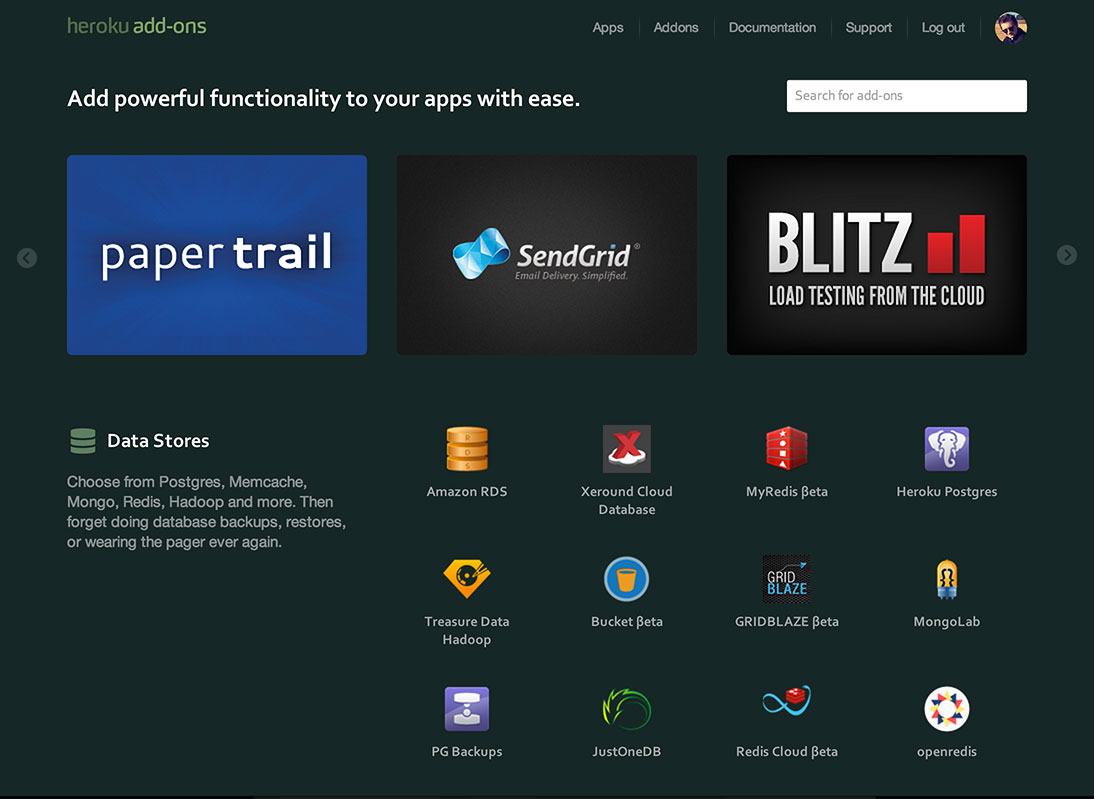 heroku add-ons
Apps
Addons
Documentation
Support
Log out
Add powerful functionality to your apps with ease.
Search for add-ons
paper trail
SendGrid®
Email Delivery. Simplified.
BLITZ
LOAD TESTING FROM THE CLOUD
Data Stores
Choose from Postgres, Memcache,
Mongo, Redis, Hadoop and more. Then
forget doing database backups, restores,
or wearing the pager ever again.
R
D
S
Amazon RDS
X
Xeround Cloud
Database
MyRedis βeta
Heroku Postgres
Treasure Data
Hadoop
Bucket βeta
GRID
BLAZE
GRIDBLAZE βeta
MongoLab
PG Backups
JustOneDB
Redis Cloud βeta
openredis